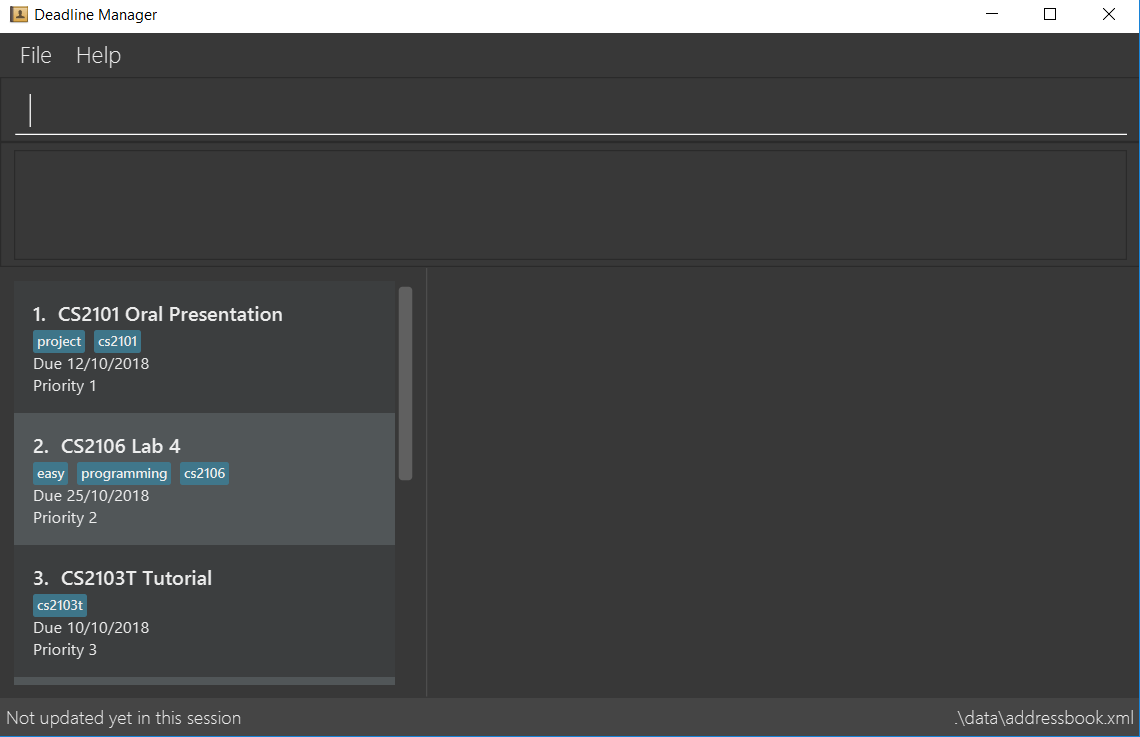 Deadline Manager
File Help
1. CS2101 Oral Presentation
project cs2101
Due 12/10/2018
Priority 1
2. CS2106 Lab 4
easy programming cs2106
Due 25/10/2018
Priority 2
3. CS2103T Tutorial
cs2103t
Due 10/10/2018
Priority 3
Not updated yet in this session
.\data\addressbook.xml